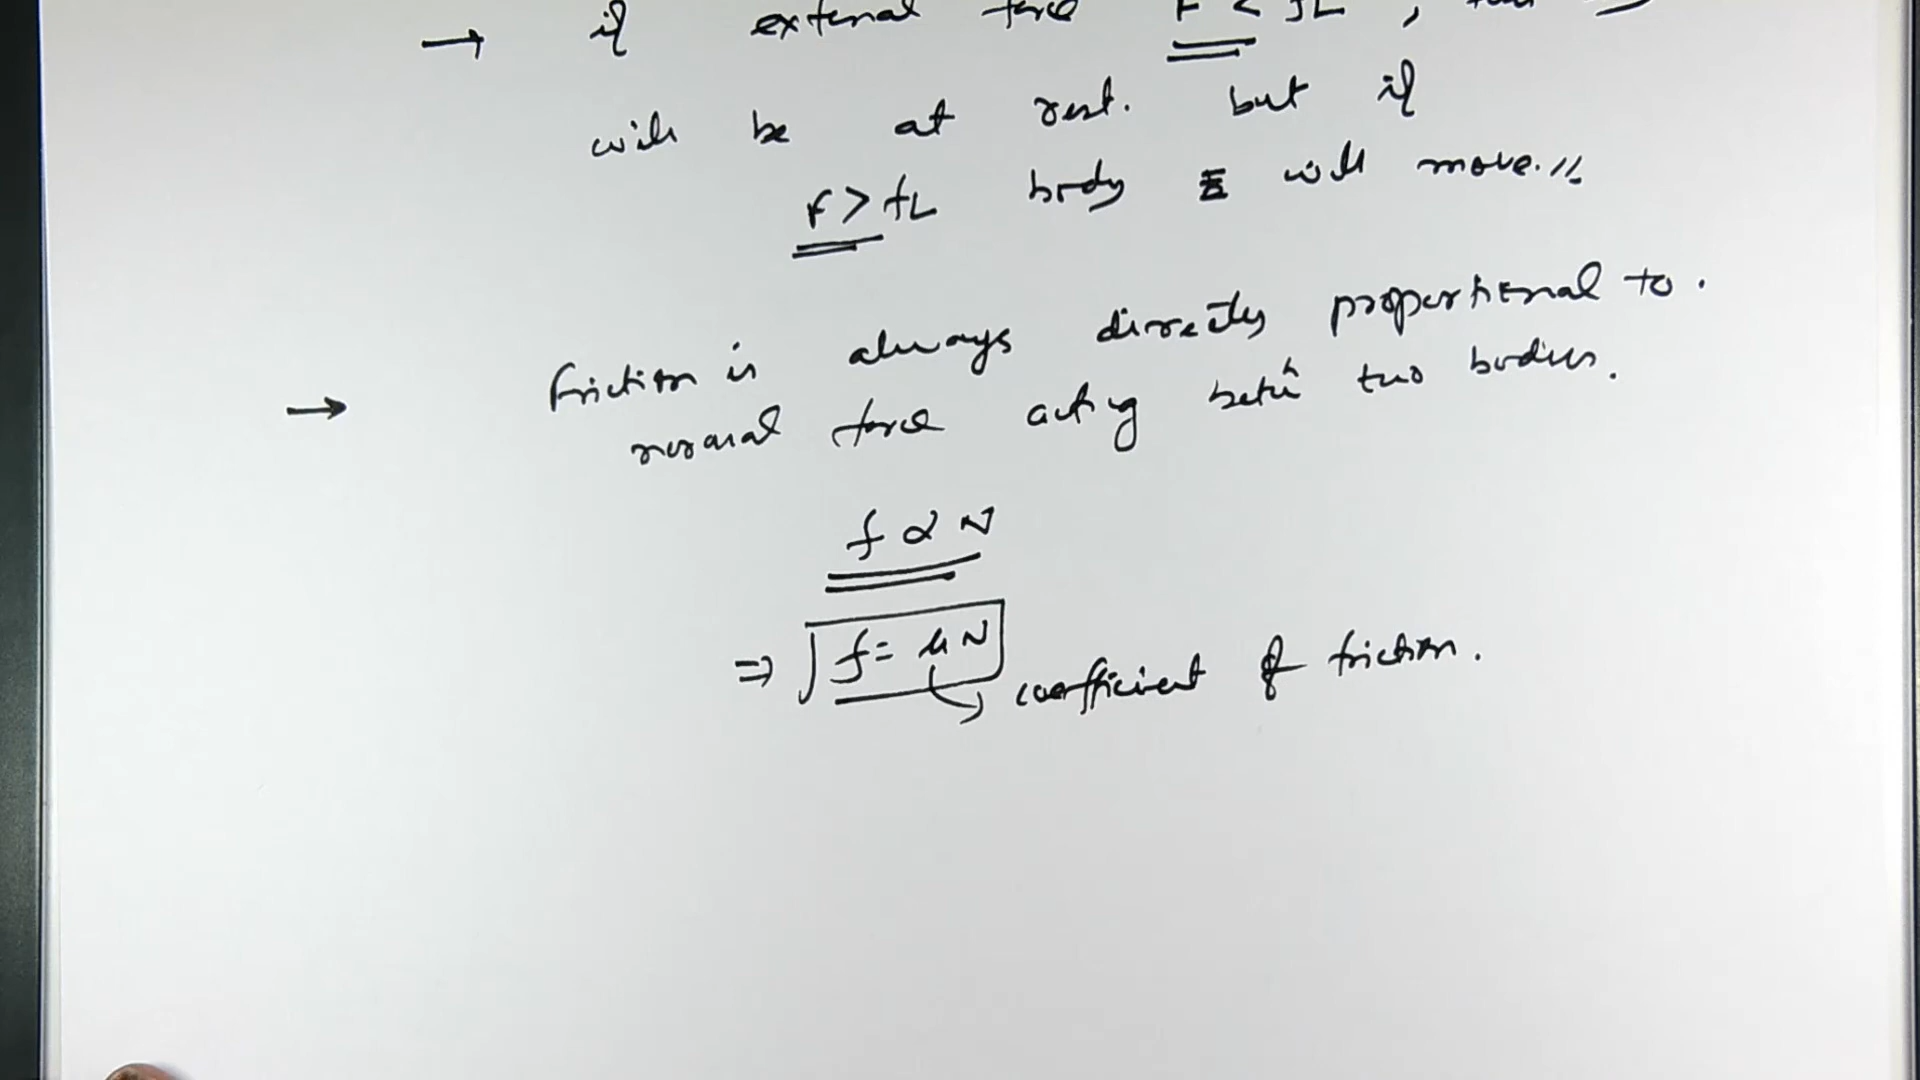 → if external force F < fL ,
will be at rest. but if
F > fL body will move.
→ friction is always directly proportional to.
normal force acting betⁿ two bodies.
f α N
⇒ f = μN → coefficient of friction.